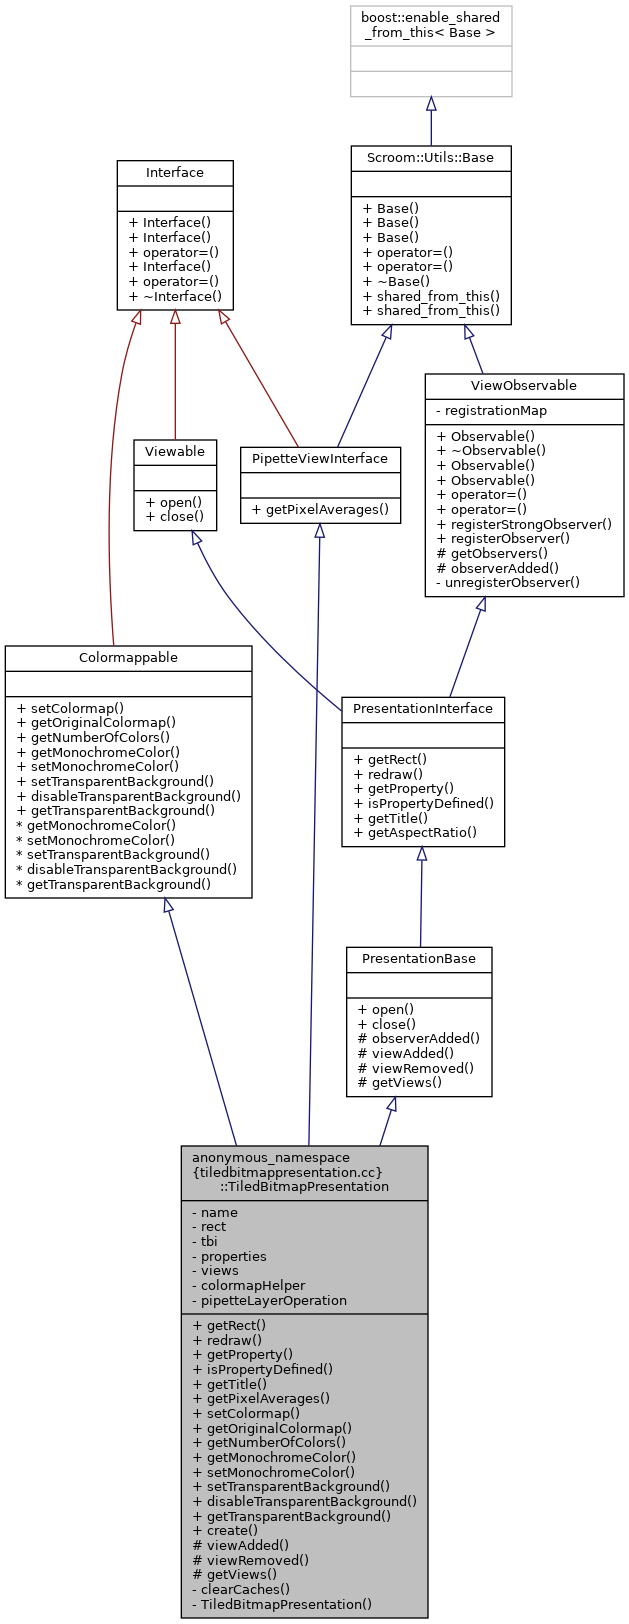 boost::enable_shared
_from_this< Base >
Interface
+ Interface()
+ Interface()
+ operator=()
+ Interface()
+ operator=()
+ ~Interface()
Scroom::Utils::Base
+ Base()
+ Base()
+ Base()
+ operator=()
+ operator=()
+ ~Base()
+ shared_from_this()
+ shared_from_this()
ViewObservable
- registrationMap
+ Observable()
+ ~Observable()
+ Observable()
+ Observable()
+ operator=()
+ operator=()
+ registerStrongObserver()
+ registerObserver()
# getObservers()
# observerAdded()
- unregisterObserver()
Viewable
+ open()
+ close()
PipetteViewInterface
+ getPixelAverages()
Colormappable
+ setColormap()
+ getOriginalColormap()
+ getNumberOfColors()
+ getMonochromeColor()
+ setMonochromeColor()
+ setTransparentBackground()
+ disableTransparentBackground()
+ getTransparentBackground()
* getMonochromeColor()
* setMonochromeColor()
* setTransparentBackground()
* disableTransparentBackground()
* getTransparentBackground()
PresentationInterface
+ getRect()
+ redraw()
+ getProperty()
+ isPropertyDefined()
+ getTitle()
+ getAspectRatio()
PresentationBase
+ open()
+ close()
# observerAdded()
# viewAdded()
# viewRemoved()
# getViews()
anonymous_namespace
{tiledbitmappresentation.cc}
::TiledBitmapPresentation
- name
- rect
- tbi
- properties
- views
- colormapHelper
- pipetteLayerOperation
+ getRect()
+ redraw()
+ getProperty()
+ isPropertyDefined()
+ getTitle()
+ getPixelAverages()
+ setColormap()
+ getOriginalColormap()
+ getNumberOfColors()
+ getMonochromeColor()
+ setMonochromeColor()
+ setTransparentBackground()
+ disableTransparentBackground()
+ getTransparentBackground()
+ create()
# viewAdded()
# viewRemoved()
# getViews()
- clearCaches()
- TiledBitmapPresentation()